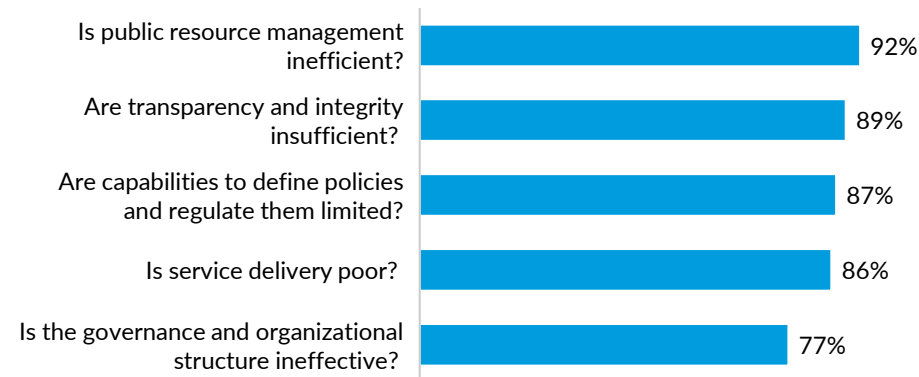 Is public resource management
inefficient?
92%
Are transparency and integrity
insufficient?
89%
Are capabilities to define policies
and regulate them limited?
87%
Is service delivery poor?
86%
Is the governance and organizational
structure ineffective?
77%